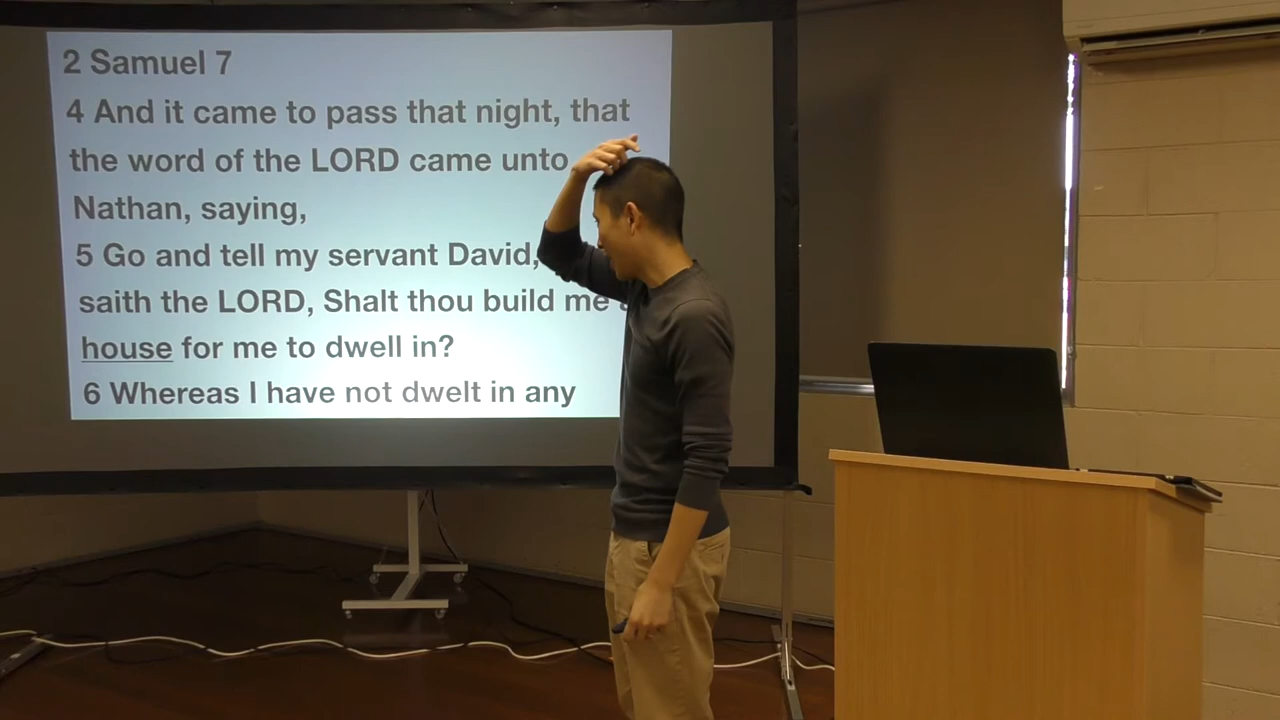 2 Samuel 7
4 And it came to pass that night, that
the word of the LORD came unto
Nathan, saying,
5 Go and tell my servant David,
saith the LORD, Shalt thou build me
house for me to dwell in?
6 Whereas I have not dwelt in any